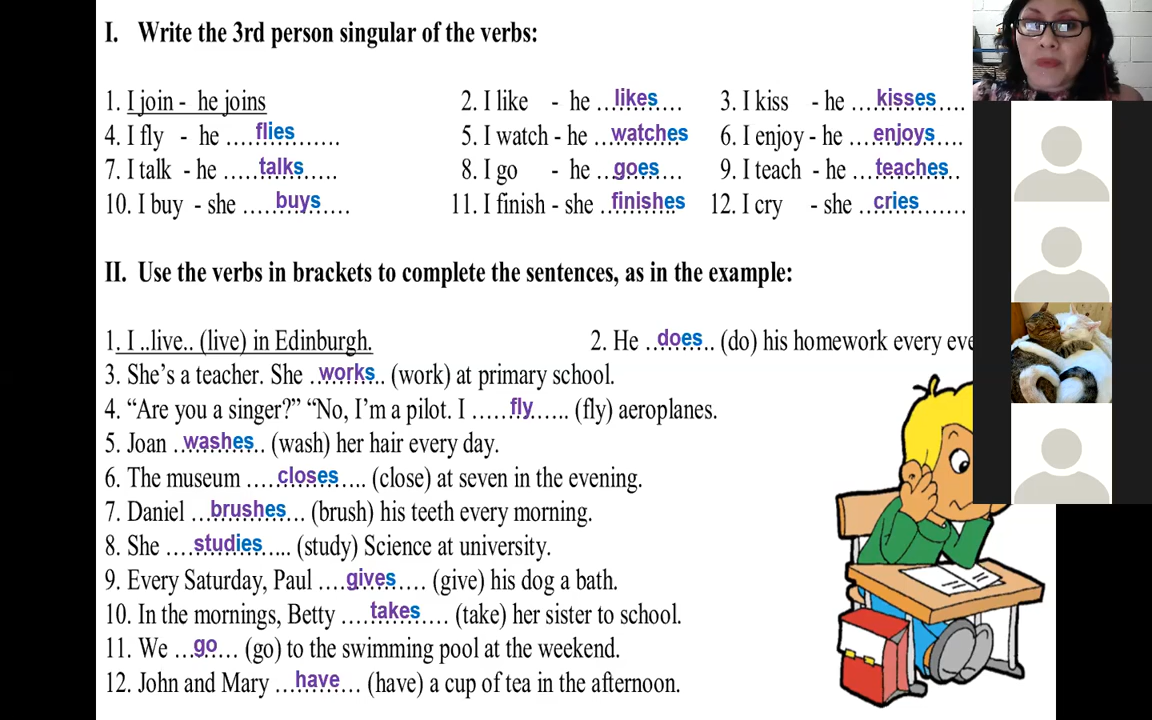 I. Write the 3rd person singular of the verbs:
1. I join - he joins 2. I like - he …likes…… 3. I kiss - he ….kisses…..
4. I fly - he ….flies………. 5. I watch - he …watches 6. I enjoy - he …enjoys…..
7. I talk - he …..talks….. 8. I go - he …goes…. 9. I teach - he …teaches..
10. I buy - she …..buys….. 11. I finish - she …finishes 12. I cry - she ..cries…….
II. Use the verbs in brackets to complete the sentences, as in the example:
1. I ..live.. (live) in Edinburgh. 2. He …does.. (do) his homework every eve
3. She's a teacher. She …works.. (work) at primary school.
4. “Are you a singer?” “No, I'm a pilot. I ……fly…... (fly) aeroplanes.
5. Joan ..washes.. (wash) her hair every day.
6. The museum …..closes….. (close) at seven in the evening.
7. Daniel …brushes… (brush) his teeth every morning.
8. She ….studies….. (study) Science at university.
9. Every Saturday, Paul ….gives…. (give) his dog a bath.
10. In the mornings, Betty ….takes…. (take) her sister to school.
11. We …go…. (go) to the swimming pool at the weekend.
12. John and Mary …have…. (have) a cup of tea in the afternoon.